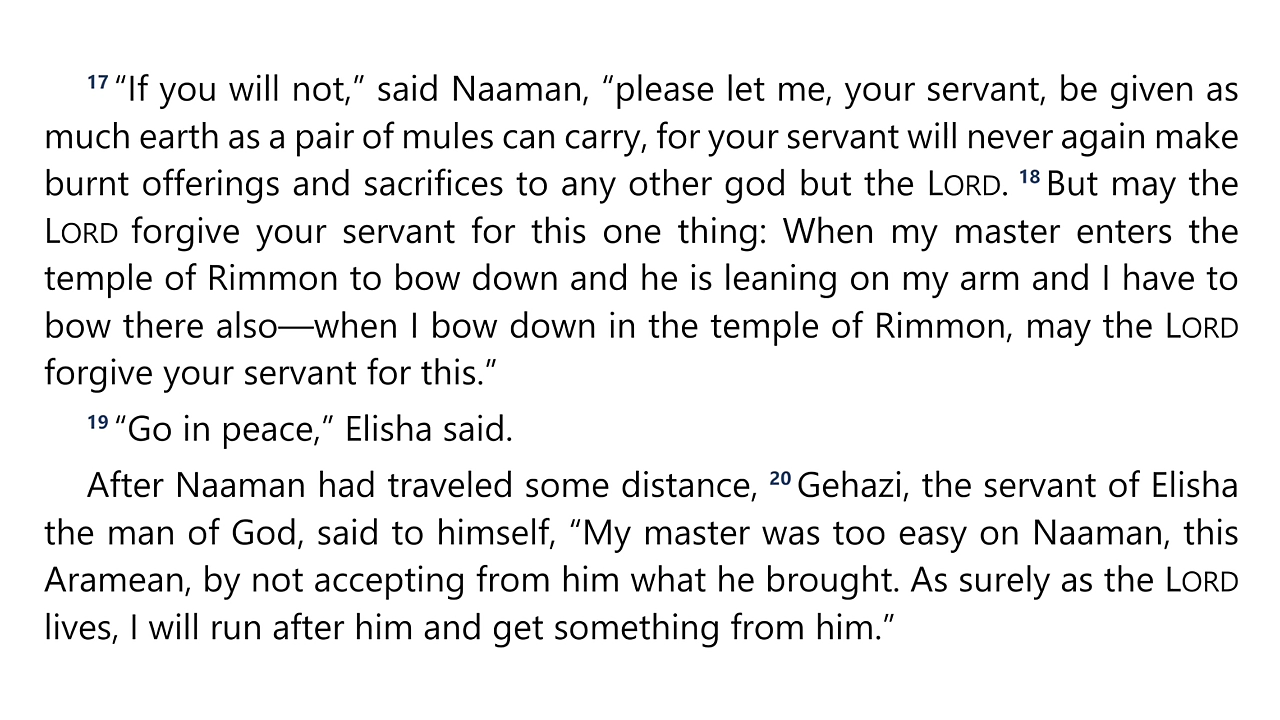 17 “If you will not,” said Naaman, “please let me, your servant, be given as
much earth as a pair of mules can carry, for your servant will never again make
burnt offerings and sacrifices to any other god but the LORD. 18 But may the
LORD forgive your servant for this one thing: When my master enters the
temple of Rimmon to bow down and he is leaning on my arm and I have to
bow there also—when I bow down in the temple of Rimmon, may the LORD
forgive your servant for this.”
19 “Go in peace,” Elisha said.
After Naaman had traveled some distance, 20 Gehazi, the servant of Elisha
the man of God, said to himself, “My master was too easy on Naaman, this
Aramean, by not accepting from him what he brought. As surely as the LORD
lives, I will run after him and get something from him.”